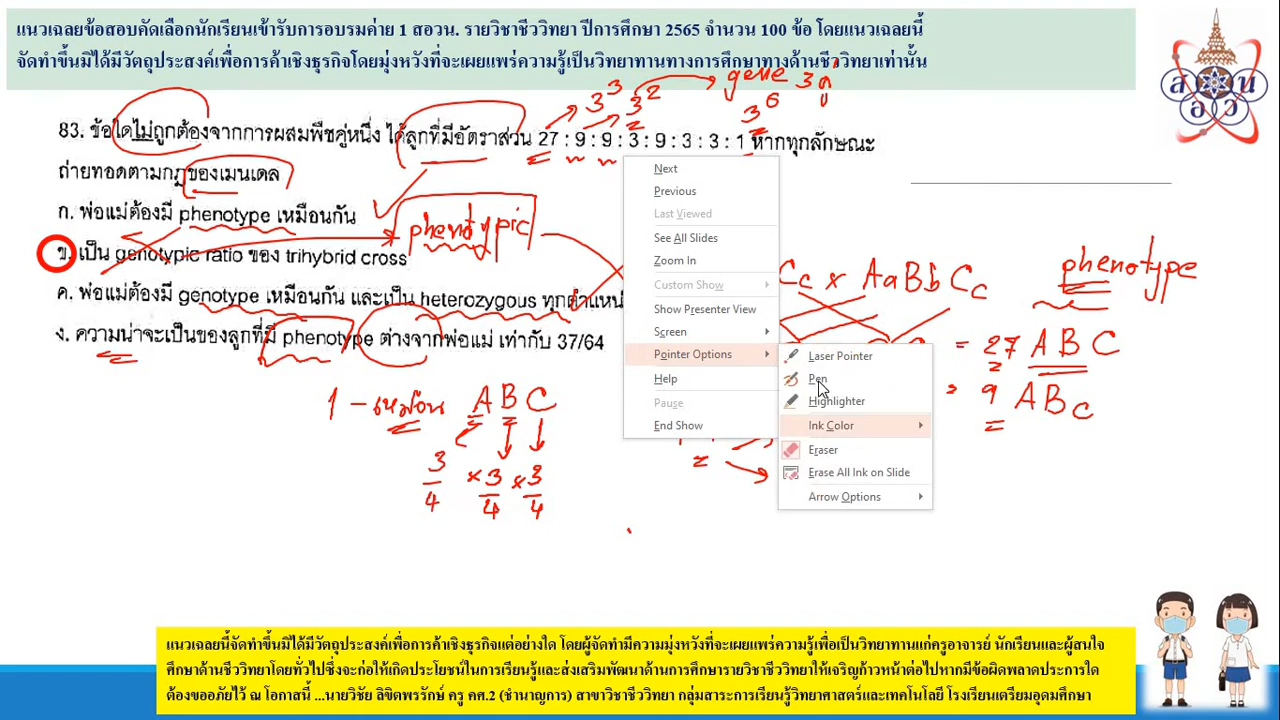 แนวเฉลยข้อสอบคัดเลือกนักเรียนเข้ารับการอบรมค่าย 1 สอวน. รายวิชาชีววิทยา ปีการศึกษา 2565 จำนวน 100 ข้อ โดยแนวเฉลยนี้
จัดทำขึ้นมิได้มีวัตถุประสงค์เพื่อการค้าเชิงธุรกิจโดยมุ่งหวังที่จะเผยแพร่ความรู้เป็นวิทยาทานทางการศึกษาทางด้านชีววิทยาเท่านั้น
สอวน
3³ 3² gene 3 คู่
3⁶
83. ข้อใดไม่ถูกต้องจากการผสมพืชคู่หนึ่ง ได้ลูกที่มีอัตราส่วน 27 : 9 : 9 : 3 : 9 : 3 : 3 : 1 หากทุกลักษณะ
ถ่ายทอดตามกฎของเมนเดล
ก. พ่อแม่ต้องมี phenotype เหมือนกัน
phenotypic
ข. เป็น genotypic ratio ของ trihybrid cross
ค. พ่อแม่ต้องมี genotype เหมือนกัน และเป็น heterozygous ทุกตำแหน่
ง. ความน่าจะเป็นของลูกที่มี phenotype ต่างจากพ่อแม่ เท่ากับ 37/64
Cc x AaBbCc
phenotype
= 27 ABC
= 9 ABc
1 - เหมือน ABC
3/4 × 3/4 × 3/4
2
Next
Previous
Last Viewed
See All Slides
Zoom In
Custom Show
Show Presenter View
Screen
Pointer Options
Help
Pause
End Show
Laser Pointer
Pen
Highlighter
Ink Color
Eraser
Erase All Ink on Slide
Arrow Options
แนวเฉลยนี้จัดทำขึ้นมิได้มีวัตถุประสงค์เพื่อการค้าเชิงธุรกิจแต่อย่างใด โดยผู้จัดทำมีความมุ่งหวังที่จะเผยแพร่ความรู้เพื่อเป็นวิทยาทานแก่ครูอาจารย์ นักเรียนและผู้สนใจ
ศึกษาด้านชีววิทยาโดยทั่วไปซึ่งจะก่อให้เกิดประโยชน์ในการเรียนรู้และส่งเสริมพัฒนาด้านการศึกษารายวิชาชีววิทยาให้เจริญก้าวหน้าต่อไปหากมีข้อผิดพลาดประการใด
ต้องขออภัยไว้ ณ โอกาสนี้ ...นายวิชัย ลิขิตพรรักษ์ ครู คศ.2 (ชำนาญการ) สาขาวิชาชีววิทยา กลุ่มสาระการเรียนรู้วิทยาศาสตร์และเทคโนโลยี โรงเรียนเตรียมอุดมศึกษา